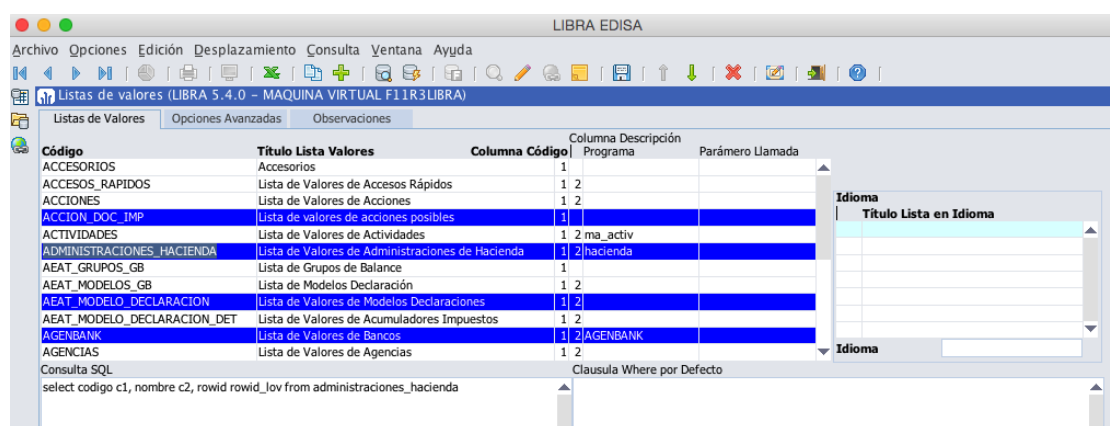 LIBRA EDISA
Archivo Opciones Edición Desplazamiento Consulta Ventana Ayuda
Listas de valores (LIBRA 5.4.0 - MAQUINA VIRTUAL F11R3LIBRA)
Listas de Valores Opciones Avanzadas Observaciones
Columna Descripción
Código Título Lista Valores Columna Código Programa Parámero Llamada
ACCESORIOS Accesorios 1
ACCESOS_RAPIDOS Lista de Valores de Accesos Rápidos 1 2
ACCIONES Lista de Valores de Acciones 1 2
ACCION_DOC_IMP Lista de valores de acciones posibles 1
ACTIVIDADES Lista de Valores de Actividades 1 2 ma_activ
ADMINISTRACIONES_HACIENDA Lista de Valores de Administraciones de Hacienda 1 2 hacienda
AEAT_GRUPOS_GB Lista de Grupos de Balance 1
AEAT_MODELOS_GB Lista de Modelos Declaración 1 2
AEAT_MODELO_DECLARACION Lista de Valores de Modelos Declaraciones 1 2
AEAT_MODELO_DECLARACION_DET Lista de Valores de Acumuladores Impuestos 1 2
AGENBANK Lista de Valores de Bancos 1 2 AGENBANK
AGENCIAS Lista de Valores de Agencias 1 2
Idioma
Título Lista en Idioma
Idioma
Consulta SQL Clausula Where por Defecto
select codigo c1, nombre c2, rowid rowid_lov from administraciones_hacienda